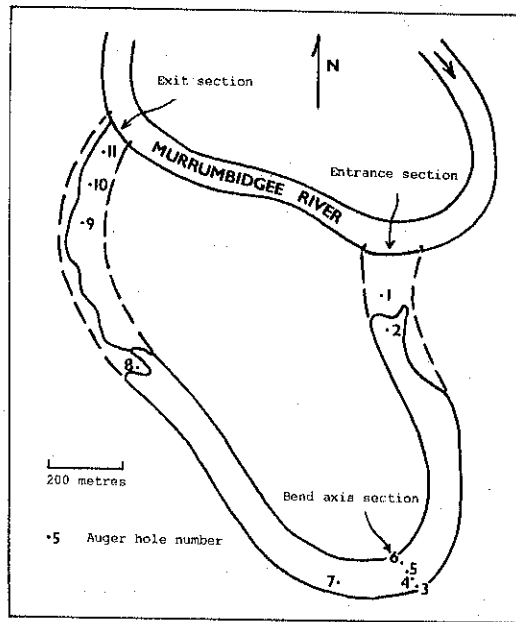 N
Exit section
MURRUMBIDGEE RIVER
Entrance section
•11
•10
•9
•1
•2
8•
200 metres
Bend axis section
6
•5
4•
•3
7•
•5 Auger hole number